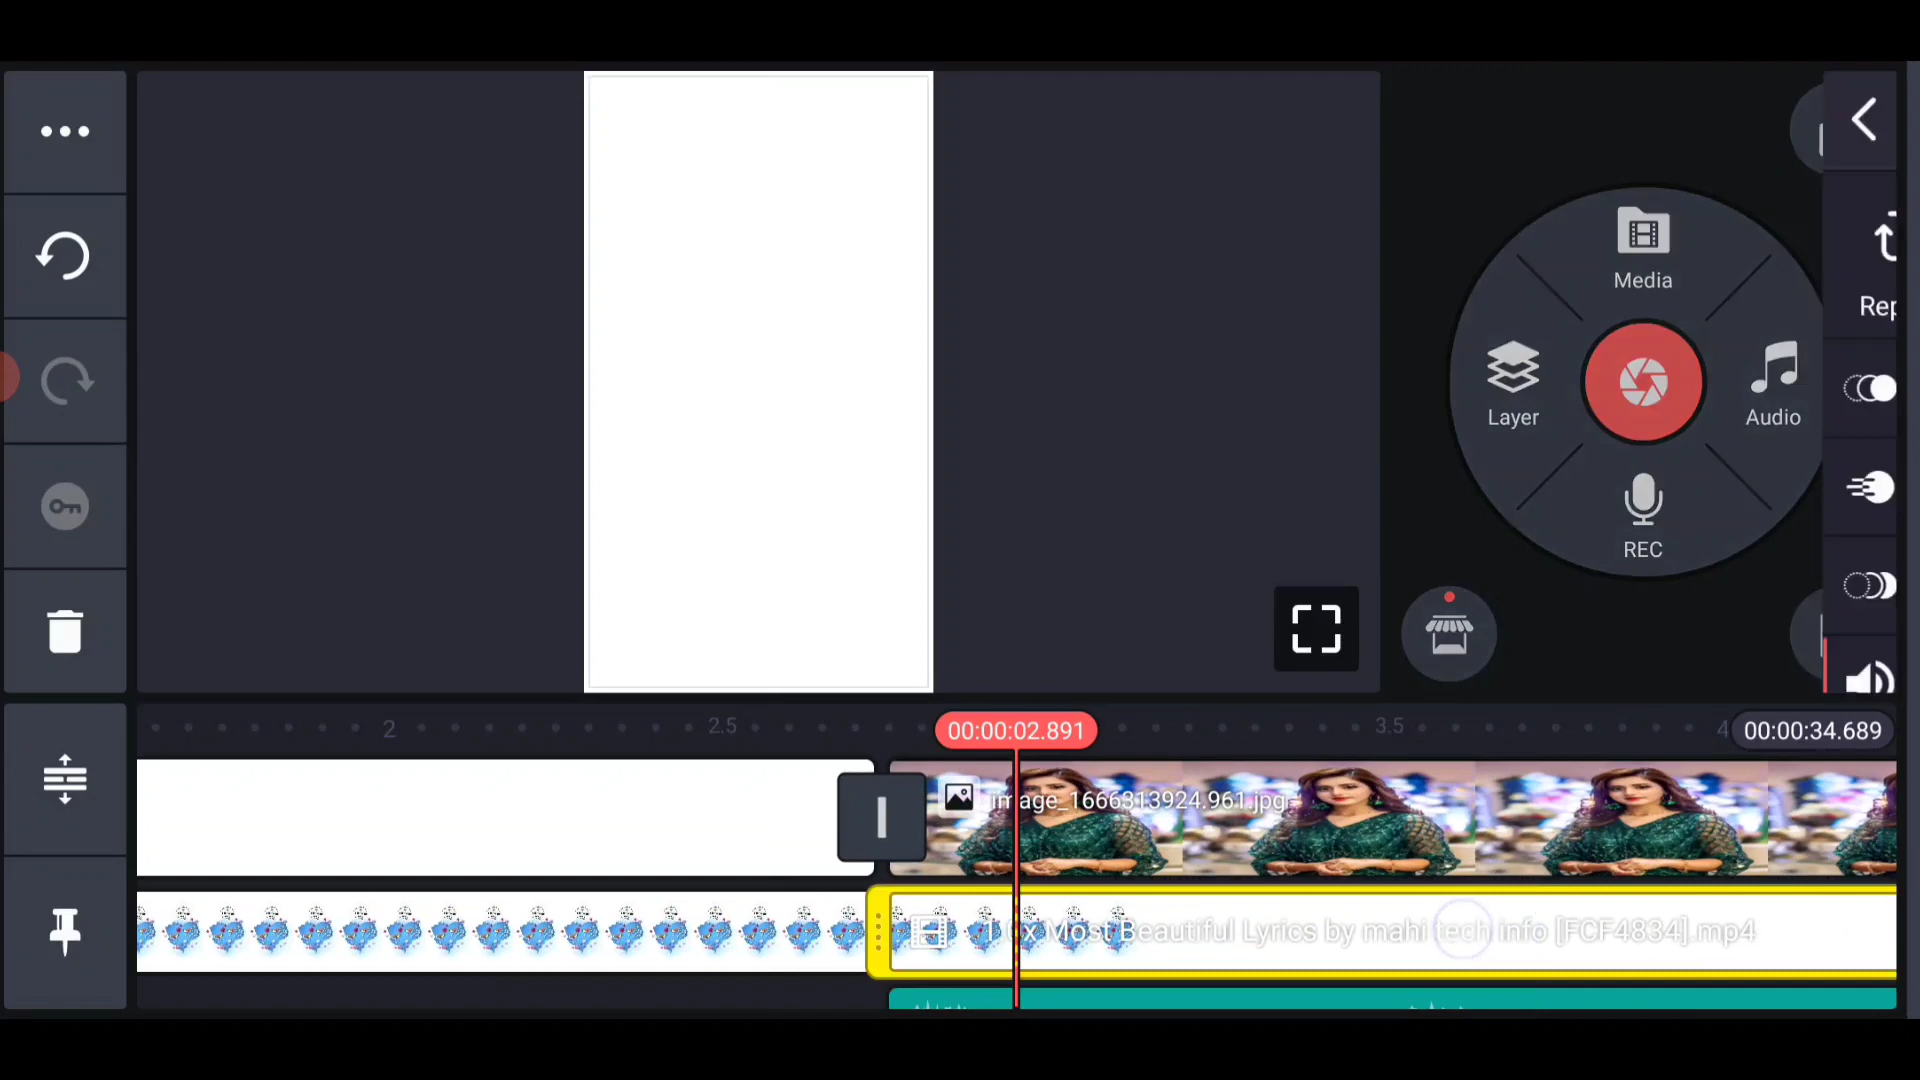 Media
Rep
Layer
Audio
REC
2
2.5
00:00:02.891
3.5
4
00:00:34.689
image_1666313924.961.jpg
Most Beautiful Lyrics by mahi tech info [FCF4834].mp4